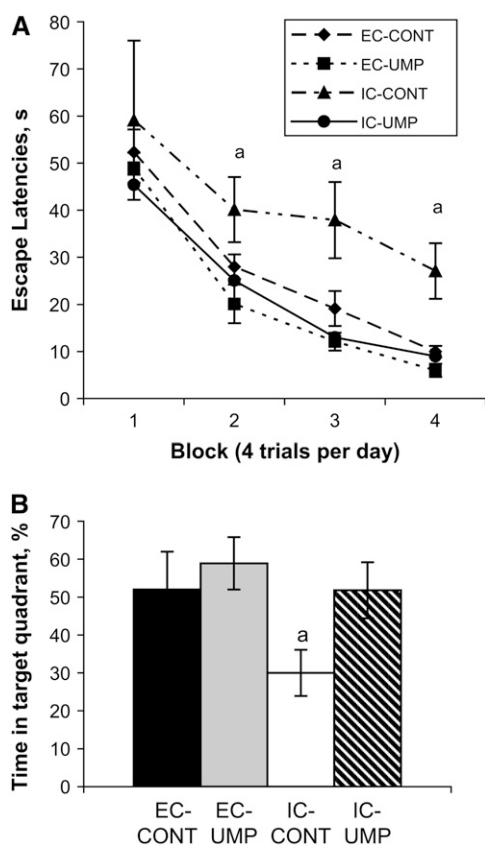 A
80
70
60
50
40
30
20
10
0
Escape Latencies, s
EC-CONT
EC-UMP
IC-CONT
IC-UMP
a
a
a
1 2 3 4
Block (4 trials per day)
B
70
60
50
40
30
20
10
0
Time in target quadrant, %
a
EC-
CONT
EC-
UMP
IC-
CONT
IC-
UMP